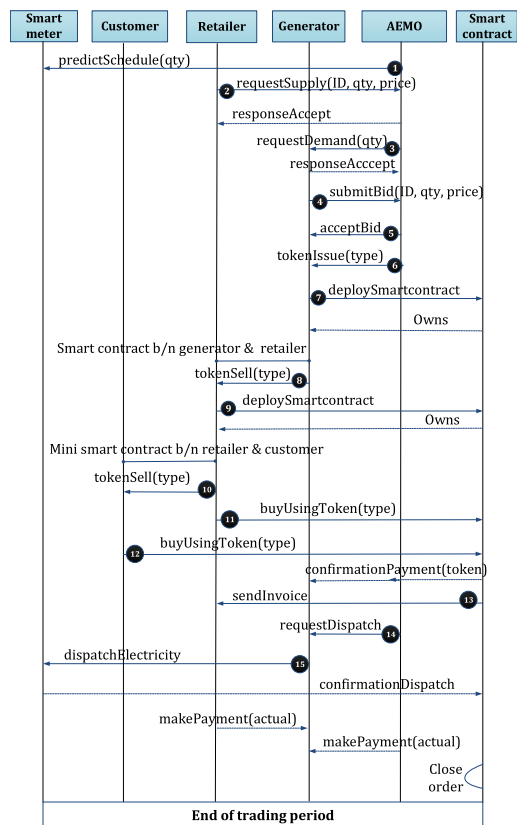 Smart meter
Customer
Retailer
Generator
AEMO
Smart contract
predictSchedule(qty)
1
2
requestSupply(ID, qty, price)
responseAccept
requestDemand(qty)
3
responseAcccept
4
submitBid(ID, qty, price)
acceptBid
5
tokenIssue(type)
6
7
deploySmartcontract
Owns
Smart contract b/n generator & retailer
tokenSell(type)
8
9
deploySmartcontract
Owns
Mini smart contract b/n retailer & customer
tokenSell(type)
10
11
buyUsingToken(type)
12
buyUsingToken(type)
confirmationPayment(token)
sendInvoice
13
requestDispatch
14
dispatchElectricity
15
confirmationDispatch
makePayment(actual)
makePayment(actual)
Close
order
End of trading period